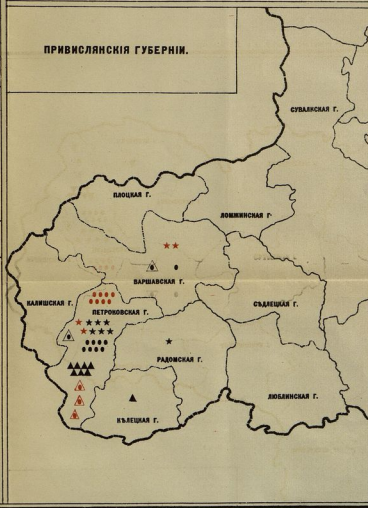 ПРИВИСЛЯНСКІЯ ГУБЕРНІИ.
СУВАЛКСКАЯ Г.
ПЛОЦКАЯ Г.
ЛОМЖИНСКАЯ Г.
ВАРШАВСКАЯ Г.
КАЛИШСКАЯ Г.
ПЕТРОКОВСКАЯ Г.
СѢДЛЕЦКАЯ Г.
РАДОМСКАЯ Г.
ЛЮБЛИНСКАЯ Г.
КѢЛЕЦКАЯ Г.